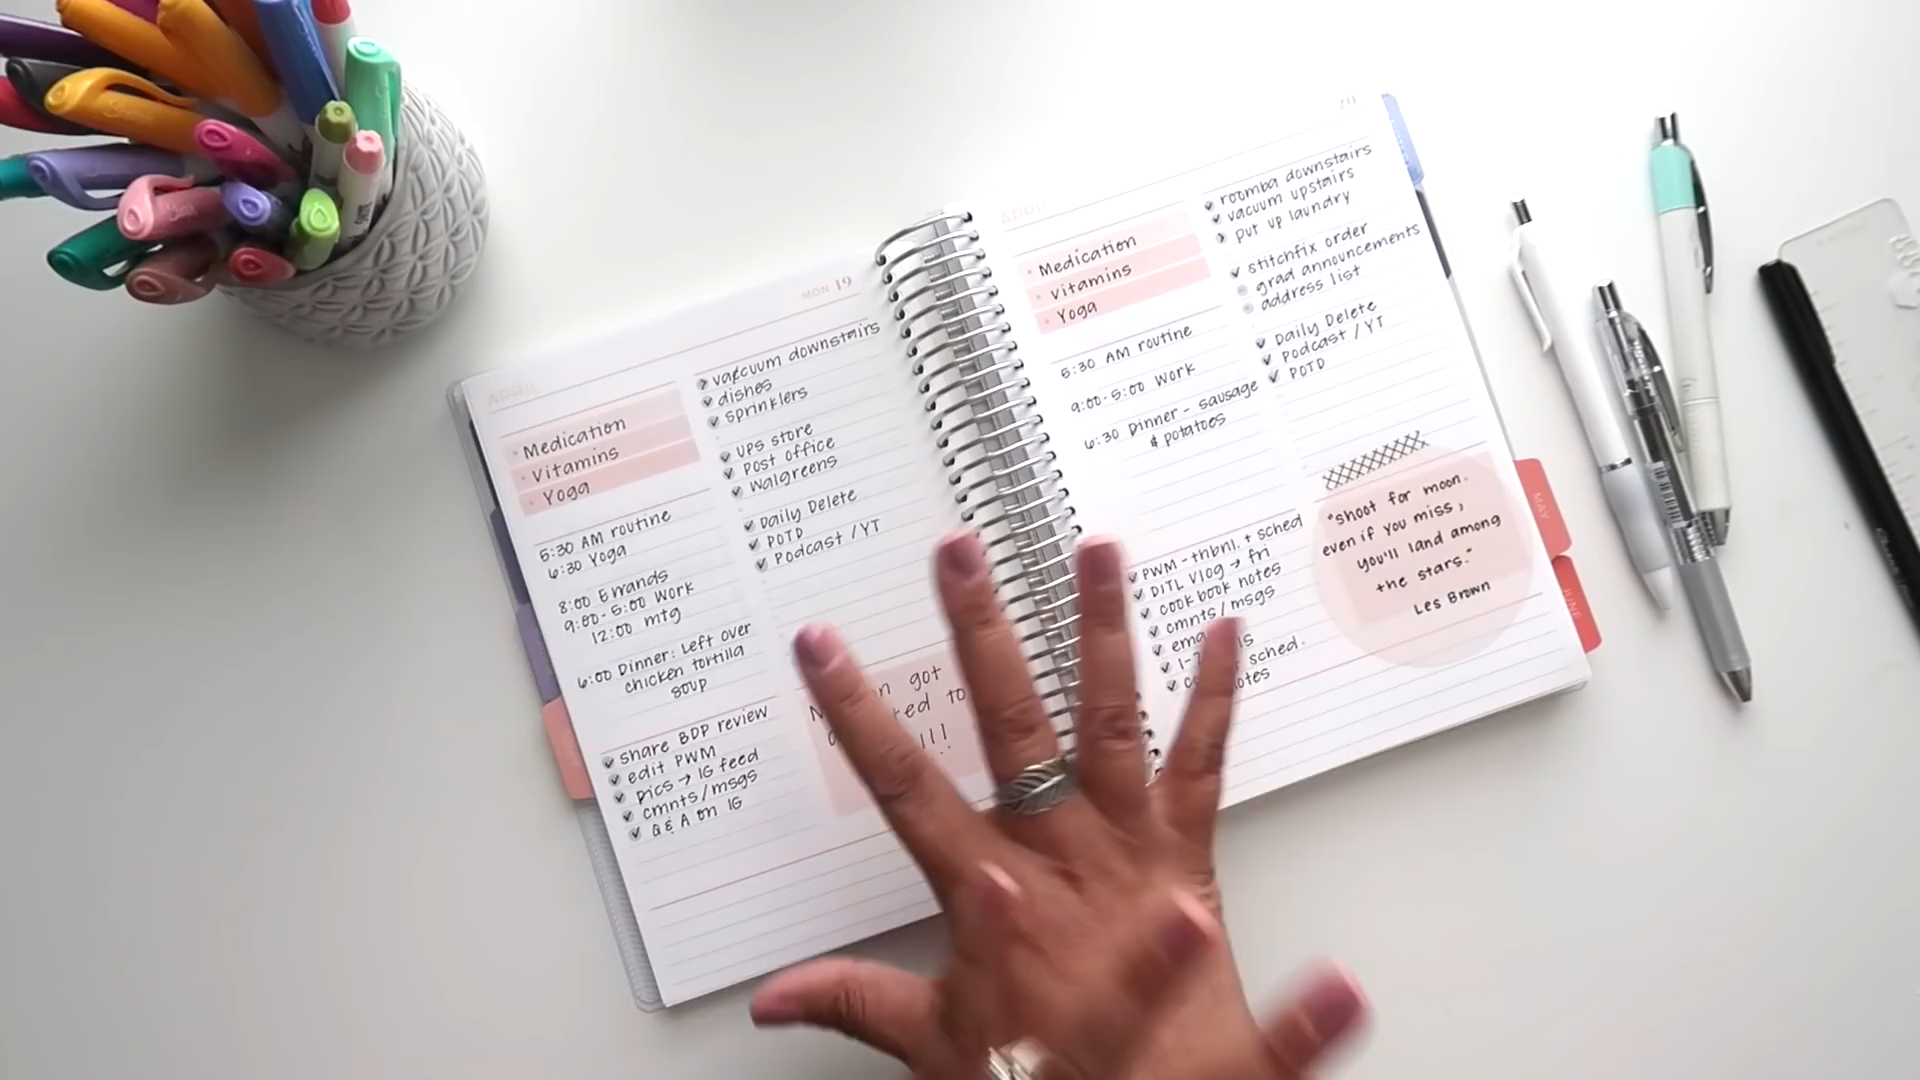 APRIL
MON 19
Medication
Vitamins
Yoga
5:30 AM routine
6:30 Yoga
8:00 Errands
9:00-5:00 Work
12:00 mtg
6:00 Dinner: Left over
chicken tortilla
soup
share BDP review
edit PWM
pics → IG feed
cmnts/msgs
Q & A on IG
vacuum downstairs
dishes
sprinklers
UPS store
Post office
Walgreens
Daily Delete
POTD
Podcast / YT
got
to
!!!
APRIL
20
Medication
vitamins
Yoga
5:30 AM routine
9:00-5:00 Work
6:30 Dinner - sausage
& potatoes
PWM - thbnl. + sched
DITL Vlog → fri
cookbook notes
cmnts/msgs
sched.
roomba downstairs
vacuum upstairs
put up laundry
stitchfix order
grad announcements
address list
Daily Delete
Podcast / YT
POTD
"shoot for moon.
even if you miss,
you'll land among
the stars."
Les Brown
MAY
JUNE